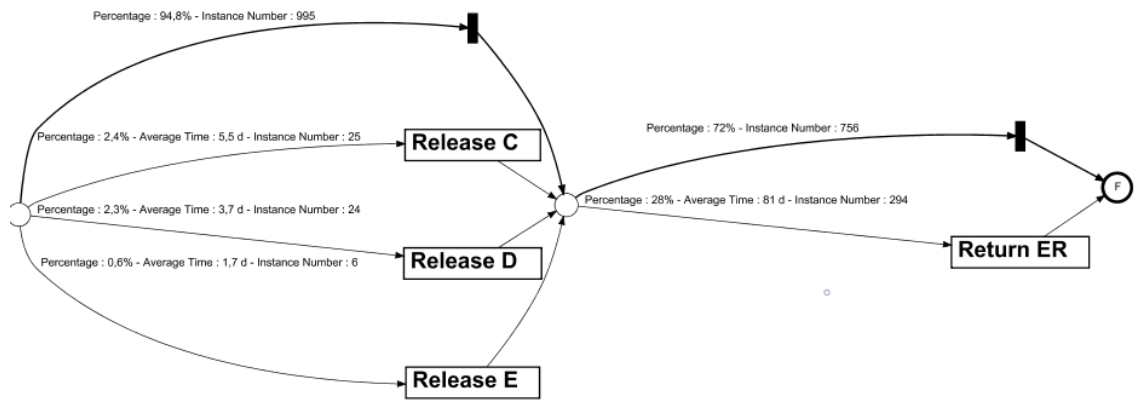 Percentage : 94,8% - Instance Number : 995
Percentage : 2,4% - Average Time : 5,5 d - Instance Number : 25
Release C
Percentage : 72% - Instance Number : 756
Percentage : 2,3% - Average Time : 3,7 d - Instance Number : 24
Percentage : 28% - Average Time : 81 d - Instance Number : 294
F
Percentage : 0,6% - Average Time : 1,7 d - Instance Number : 6
Release D
Return ER
Release E